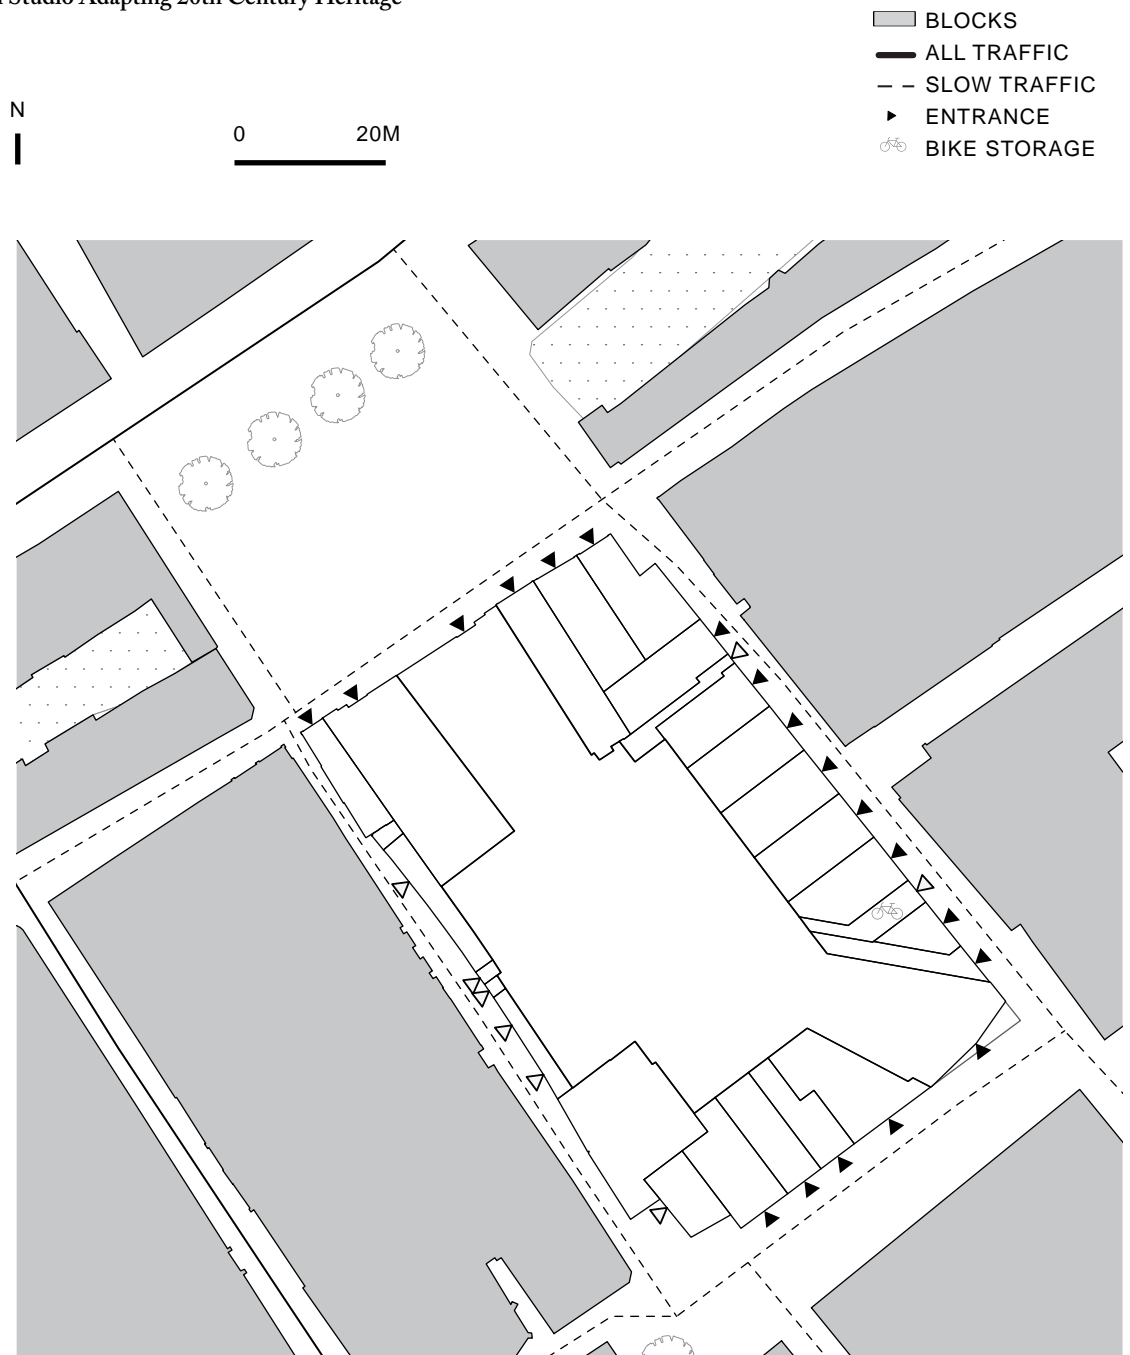 Studio Adapting 20th Century Heritage
BLOCKS
ALL TRAFFIC
SLOW TRAFFIC
ENTRANCE
BIKE STORAGE
N
0 20M